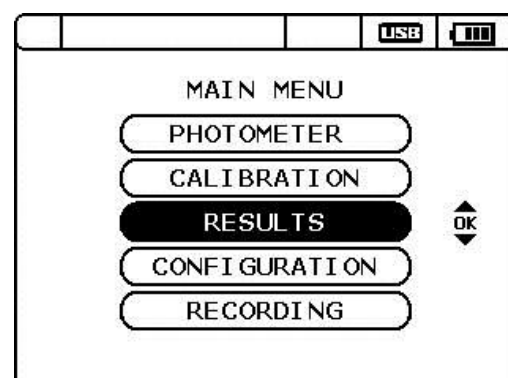 USB
MAIN MENU
PHOTOMETER
CALIBRATION
RESULTS
OK
CONFIGURATION
RECORDING